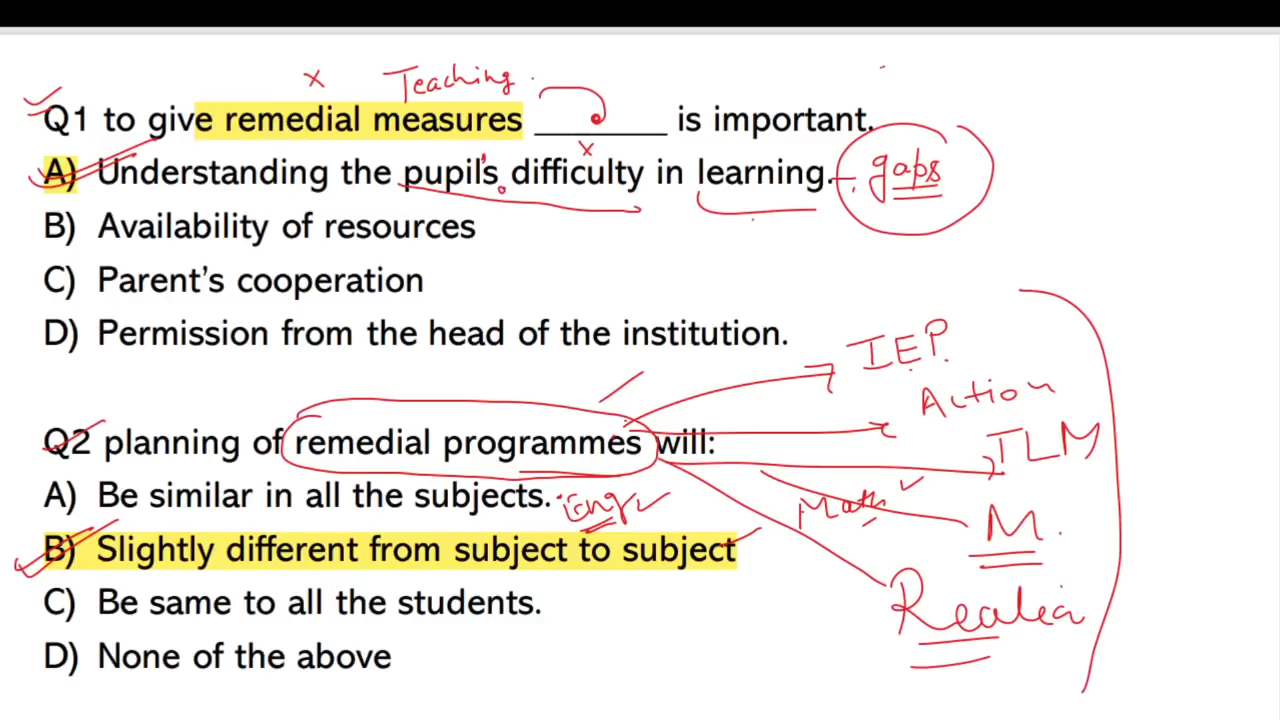 Teaching
Q1 to give remedial measures ________ is important.
A) Understanding the pupil's difficulty in learning. gaps
B) Availability of resources
C) Parent's cooperation
D) Permission from the head of the institution.
IEP
Action
Q2 planning of remedial programmes will:
TLM
A) Be similar in all the subjects. Eng
Math
M
B) Slightly different from subject to subject
C) Be same to all the students.
Realia
D) None of the above